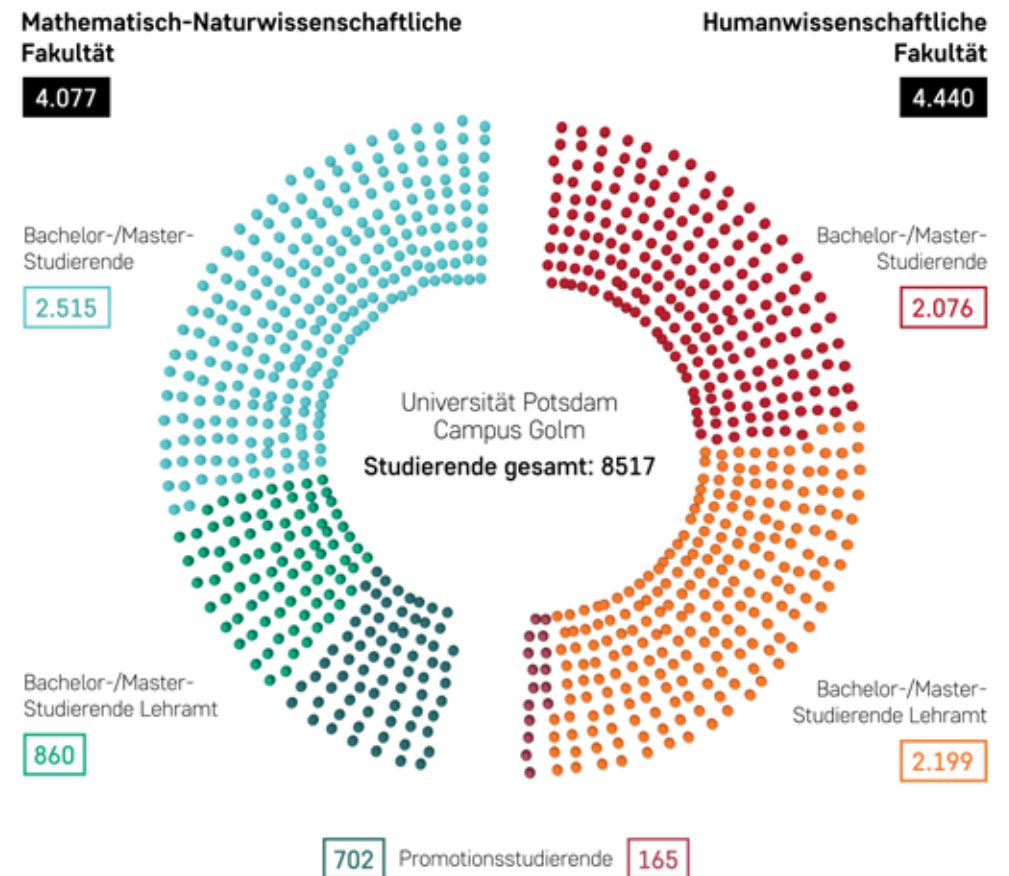 Mathematisch-Naturwissenschaftliche
Fakultät
4.077
Humanwissenschaftliche
Fakultät
4.440
Bachelor-/Master-
Studierende
2.515
Bachelor-/Master-
Studierende
2.076
Universität Potsdam
Campus Golm
Studierende gesamt: 8517
Bachelor-/Master-
Studierende Lehramt
860
Bachelor-/Master-
Studierende Lehramt
2.199
702 Promotionsstudierende 165